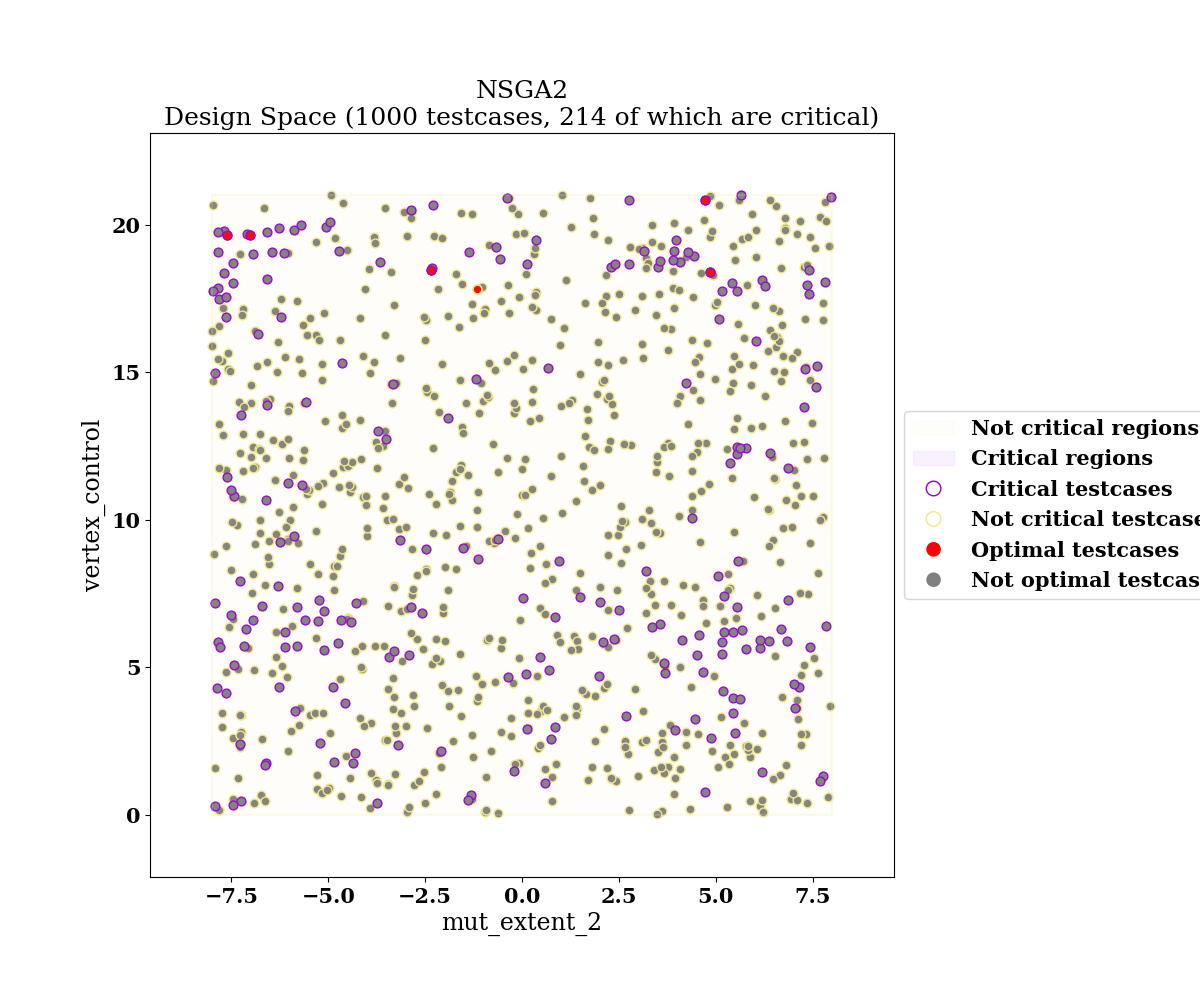 NSGA2
Design Space (1000 testcases, 214 of which are critical)
vertex_control
20
15
10
5
0
−7.5
−5.0
−2.5
0.0
2.5
5.0
7.5
mut_extent_2
Not critical regions
Critical regions
Critical testcases
Not critical testcase
Optimal testcases
Not optimal testcas